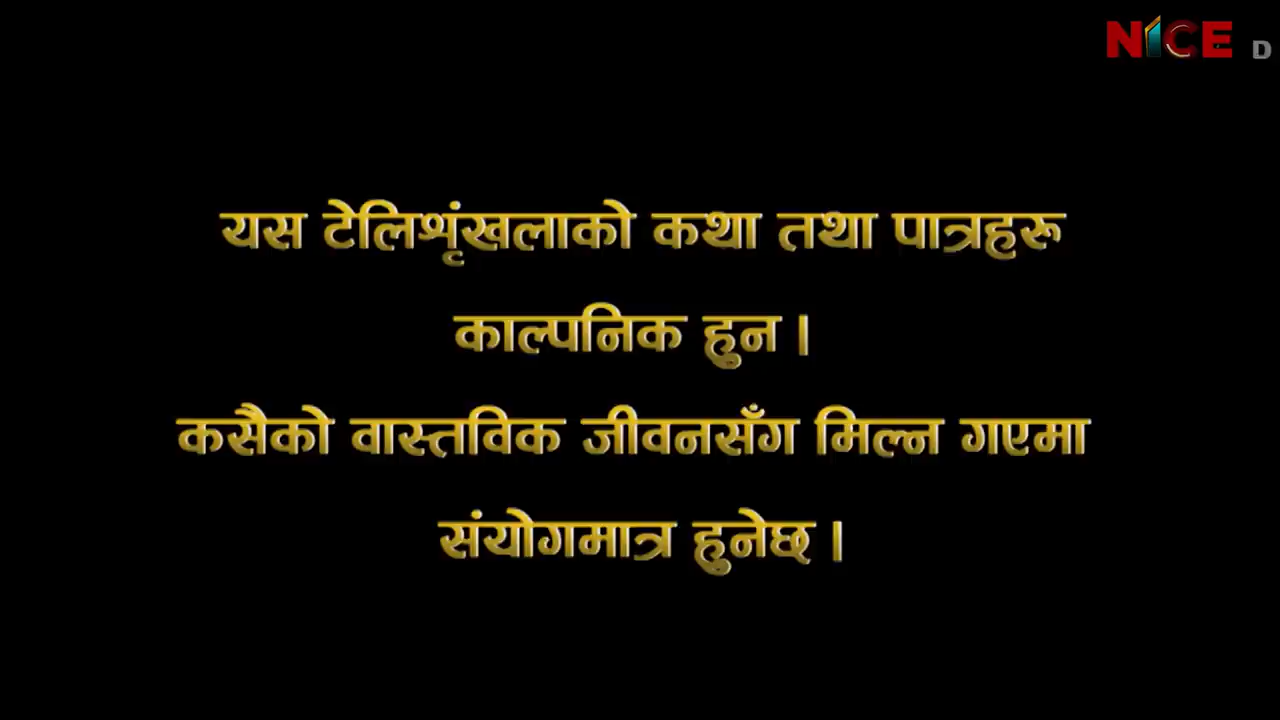 NICE D
यस टेलिशृंखलाको कथा तथा पात्रहरू
काल्पनिक हुन ।
कसैको वास्तविक जीवनसँग मिल्न गएमा
संयोगमात्र हुनेछ ।